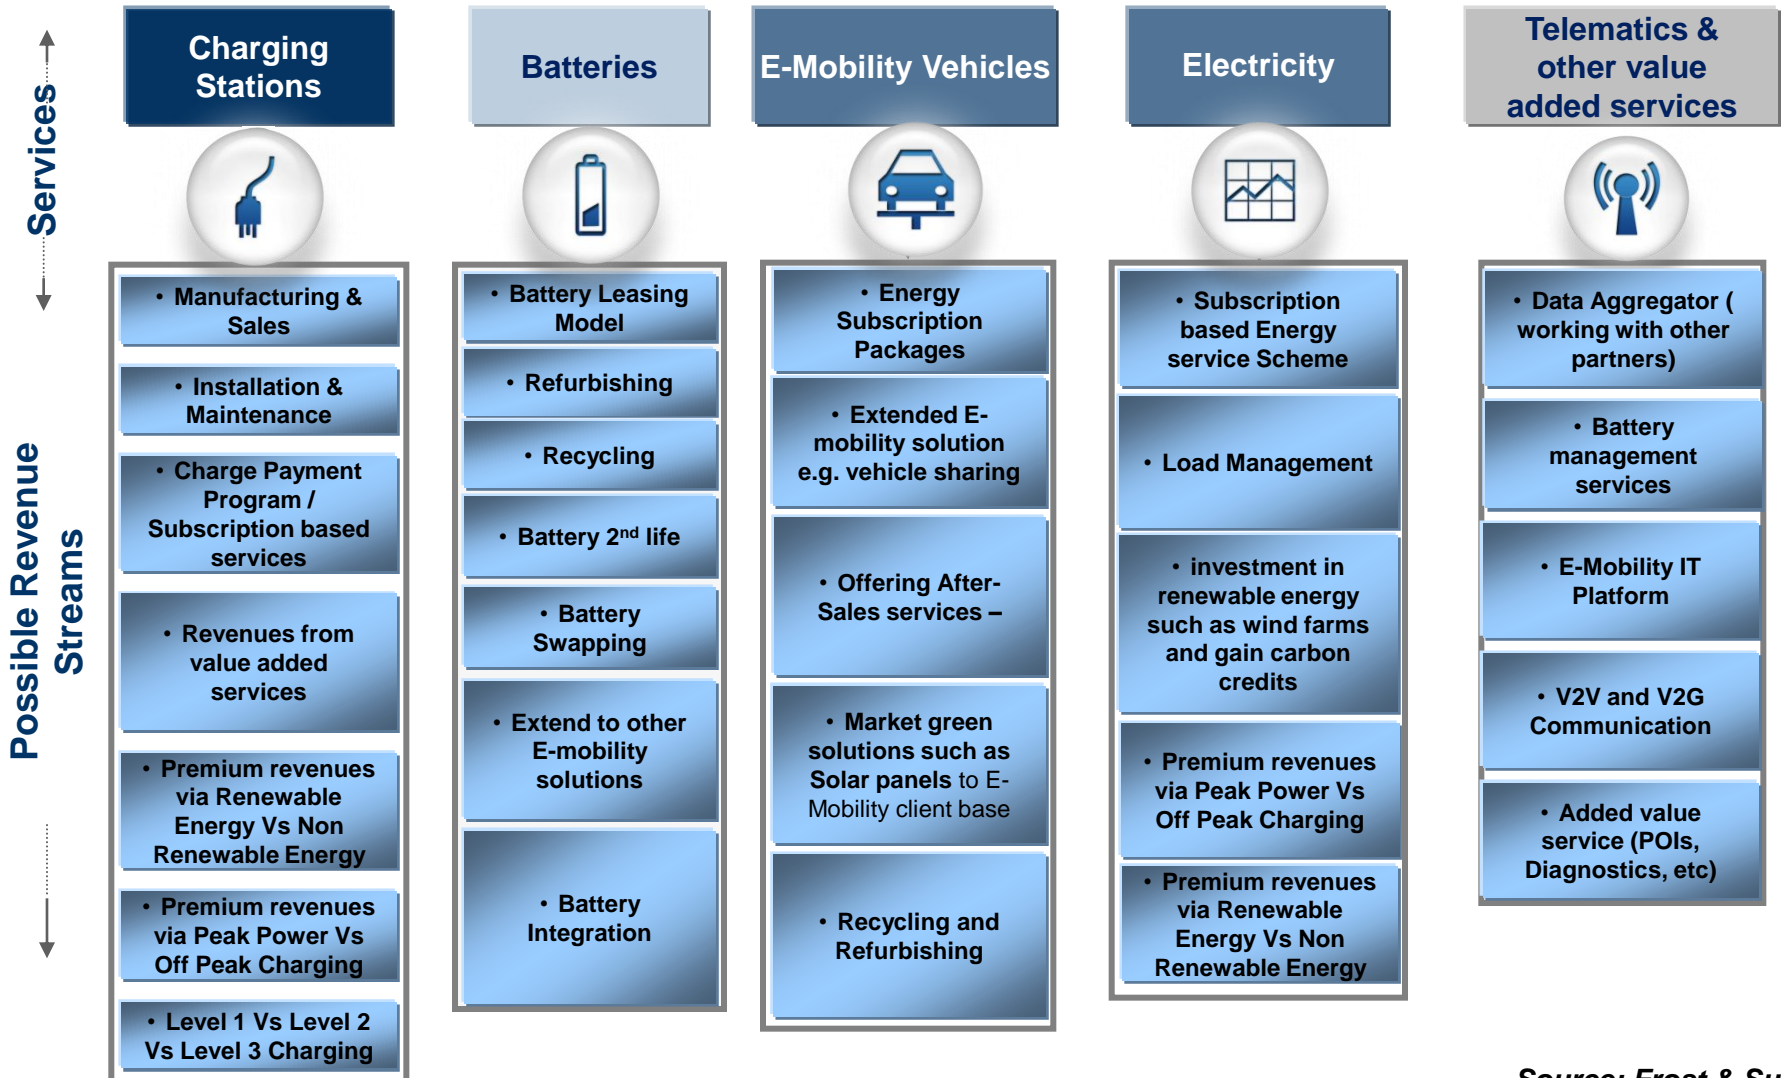 Services
Possible Revenue
Streams
Charging
Stations
• Manufacturing &
Sales
• Installation &
Maintenance
• Charge Payment
Program /
Subscription based
services
• Revenues from
value added
services
• Premium revenues
via Renewable
Energy Vs Non
Renewable Energy
• Premium revenues
via Peak Power Vs
Off Peak Charging
• Level 1 Vs Level 2
Vs Level 3 Charging
Batteries
• Battery Leasing
Model
• Refurbishing
• Recycling
• Battery 2nd life
• Battery
Swapping
• Extend to other
E-mobility
solutions
• Battery
Integration
E-Mobility Vehicles
• Energy
Subscription
Packages
• Extended E-
mobility solution
e.g. vehicle sharing
• Offering After-
Sales services –
• Market green
solutions such as
Solar panels to E-
Mobility client base
• Recycling and
Refurbishing
Electricity
• Subscription
based Energy
service Scheme
• Load Management
• investment in
renewable energy
such as wind farms
and gain carbon
credits
• Premium revenues
via Peak Power Vs
Off Peak Charging
• Premium revenues
via Renewable
Energy Vs Non
Renewable Energy
Telematics &
other value
added services
• Data Aggregator (
working with other
partners)
• Battery
management
services
• E-Mobility IT
Platform
• V2V and V2G
Communication
• Added value
service (POIs,
Diagnostics, etc)
Source: Frost & Su